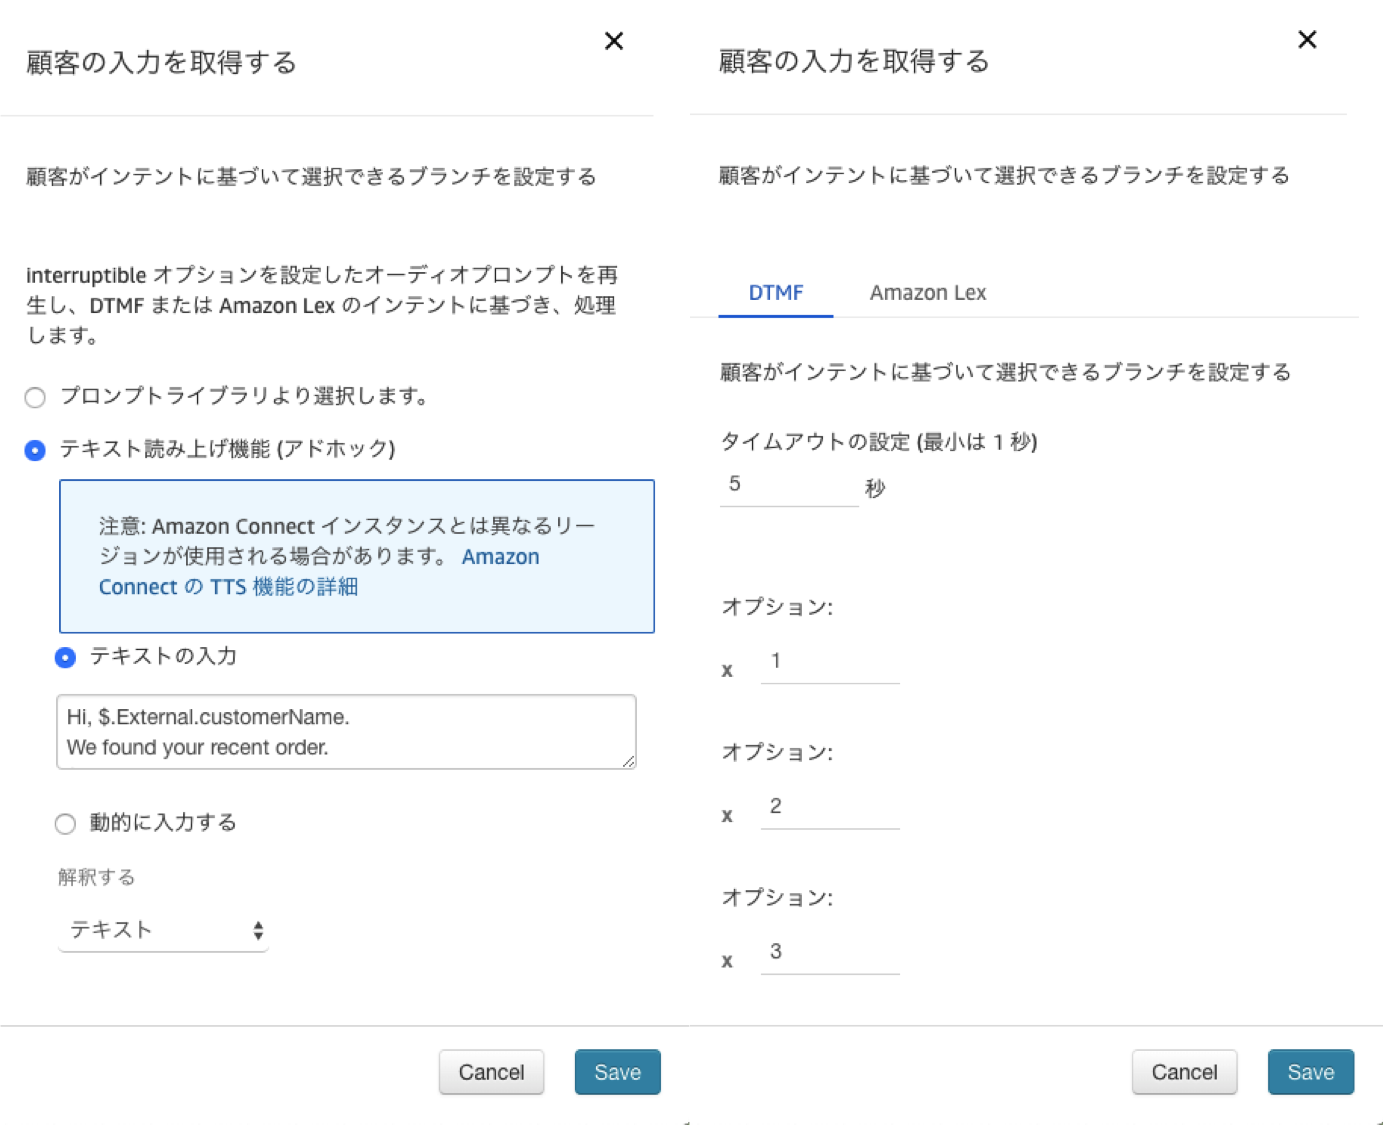 顧客の入力を取得する
顧客がインテントに基づいて選択できるブランチを設定する
interruptible オプションを設定したオーディオプロンプトを再
生し、DTMF または Amazon Lex のインテントに基づき、処理
します。
プロンプトライブラリより選択します。
テキスト読み上げ機能 (アドホック)
注意: Amazon Connect インスタンスとは異なるリー
ジョンが使用される場合があります。 Amazon
Connect の TTS 機能の詳細
テキストの入力
Hi, $.External.customerName.
We found your recent order.
動的に入力する
解釈する
テキスト
Cancel
Save
顧客の入力を取得する
顧客がインテントに基づいて選択できるブランチを設定する
DTMF
Amazon Lex
顧客がインテントに基づいて選択できるブランチを設定する
タイムアウトの設定 (最小は 1 秒)
5 秒
オプション:
x 1
オプション:
x 2
オプション:
x 3
Cancel
Save